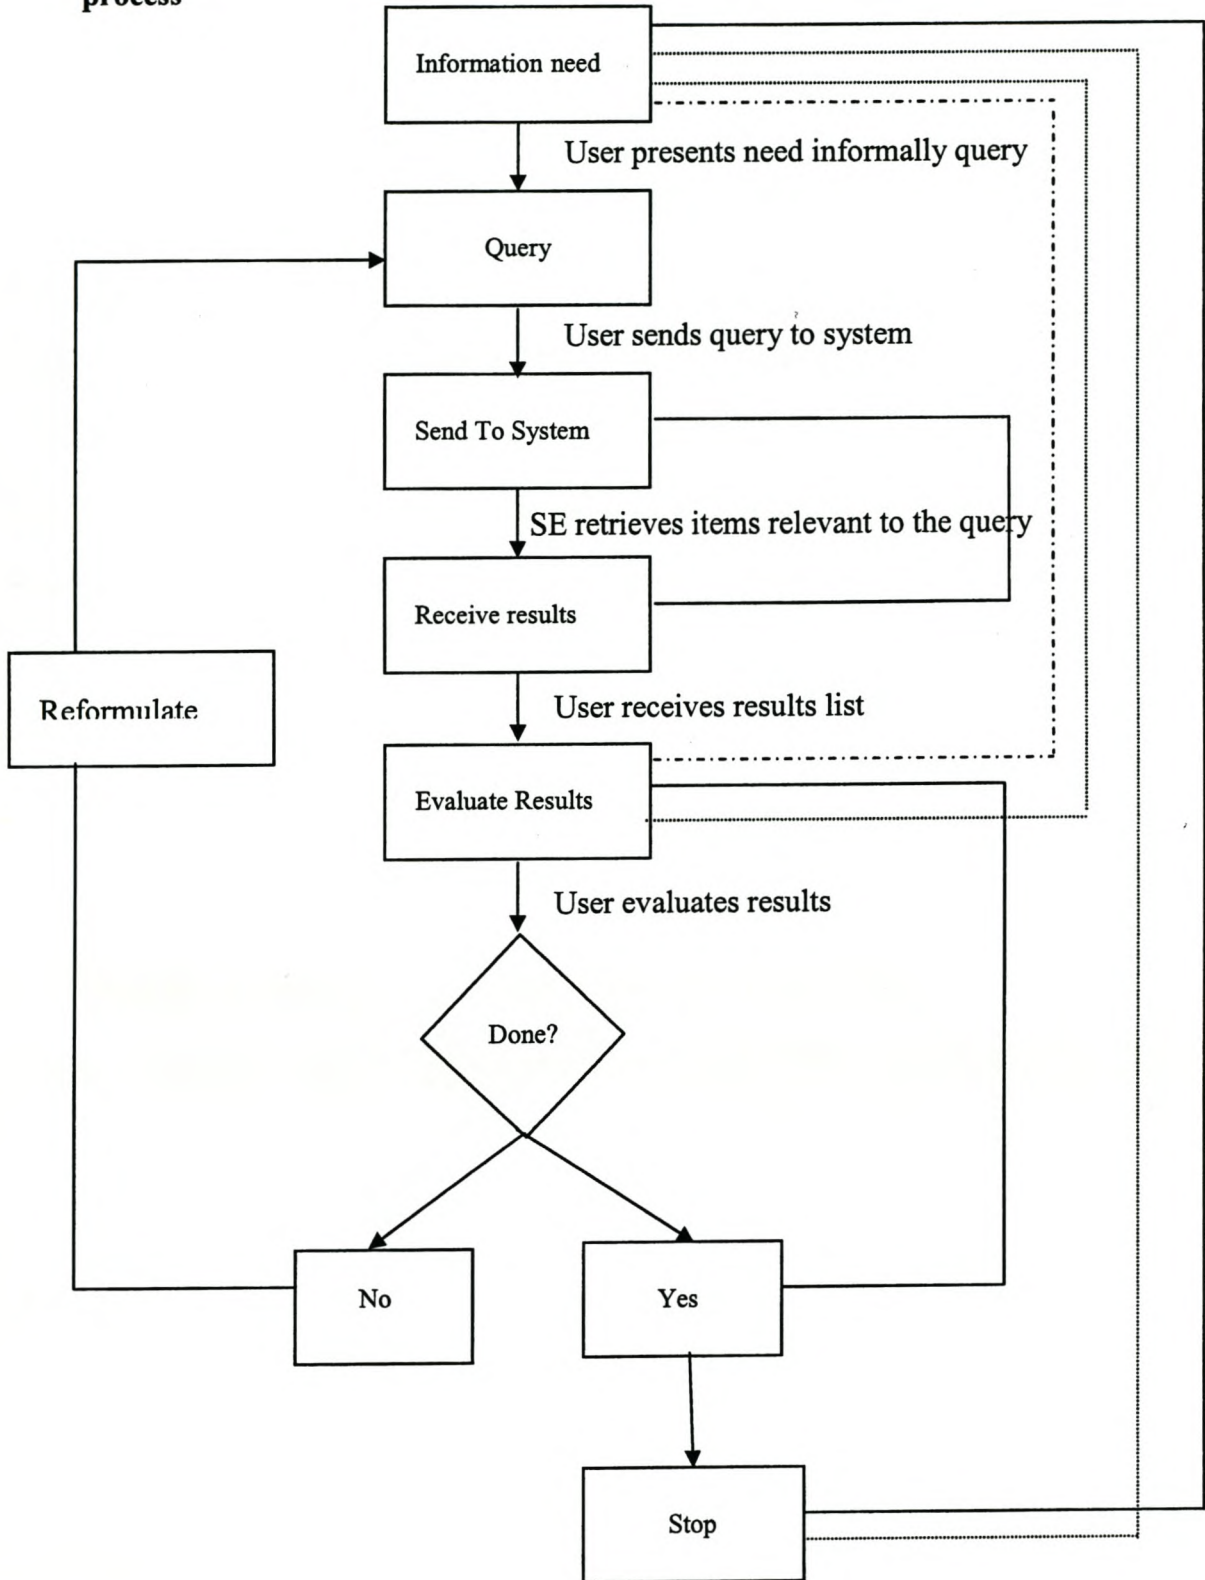 process
Information need
User presents need informally query
Query
User sends query to system
Send To System
SE retrieves items relevant to the query
Receive results
Reformulate
User receives results list
Evaluate Results
User evaluates results
Done?
No
Yes
Stop